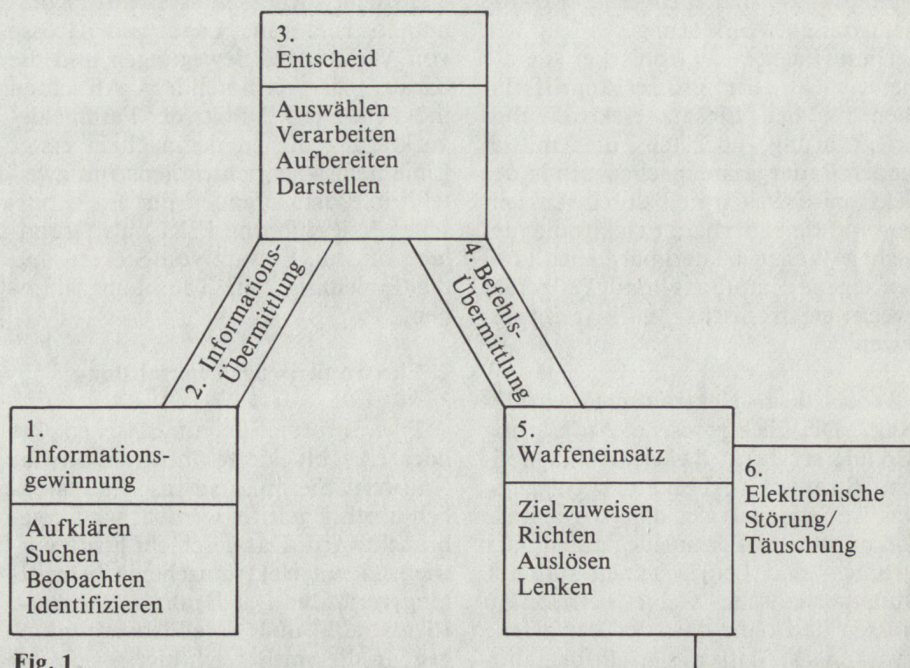 3.
Entscheid
Auswählen
Verarbeiten
Aufbereiten
Darstellen
2. Informations-
Übermittlung
4. Befehls-
Übermittlung
1.
Informations-
gewinnung
Aufklären
Suchen
Beobachten
Identifizieren
5.
Waffeneinsatz
Ziel zuweisen
Richten
Auslösen
Lenken
6.
Elektronische
Störung/
Täuschung
Fig. 1